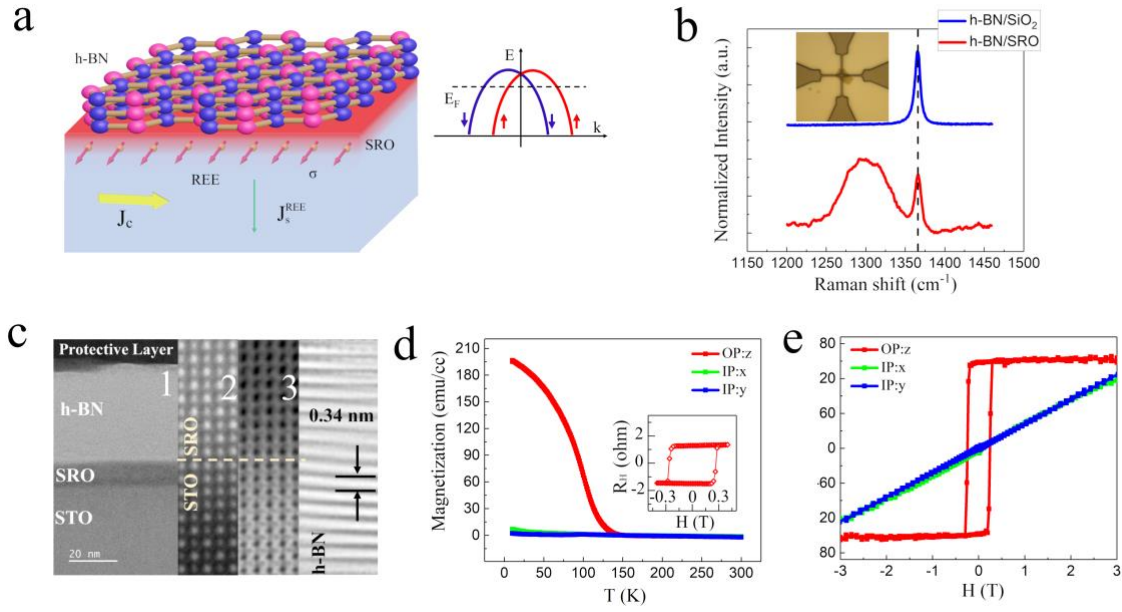 a
h-BN
E
E_F
k
SRO
REE
σ
J_c
J_s^REE
b
h-BN/SiO₂
h-BN/SRO
Normalized Intensity (a.u.)
1150 1200 1250 1300 1350 1400 1450 1500
Raman shift (cm⁻¹)
c
Protective Layer
1
2
3
h-BN
SRO
STO
20 nm
SRO
STO
0.34 nm
h-BN
d
OP:z
IP:x
IP:y
Magnetization (emu/cc)
210
180
150
120
90
60
30
0
0 50 100 150 200 250 300
T (K)
R_H (ohm)
2
1
0
-2
-0.3 0 0.3
H (T)
e
OP:z
IP:x
IP:y
80
20
60
0
-60
20
80
-3 -2 -1 0 1 2 3
H (T)